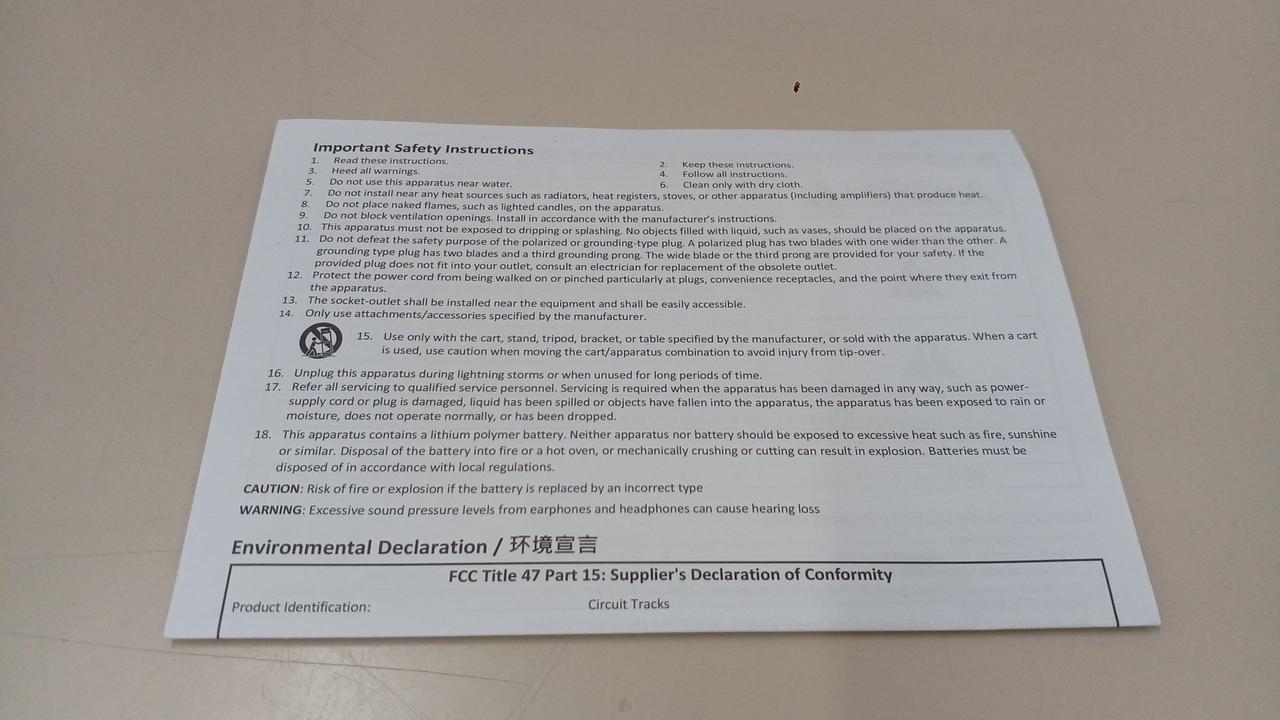 Important Safety Instructions
1. Read these instructions.
2. Keep these instructions.
3. Heed all warnings.
4. Follow all instructions.
5. Do not use this apparatus near water.
6. Clean only with dry cloth.
7. Do not install near any heat sources such as radiators, heat registers, stoves, or other apparatus (including amplifiers) that produce heat.
8. Do not place naked flames, such as lighted candles, on the apparatus.
9. Do not block ventilation openings. Install in accordance with the manufacturer's instructions.
10. This apparatus must not be exposed to dripping or splashing. No objects filled with liquid, such as vases, should be placed on the apparatus.
11. Do not defeat the safety purpose of the polarized or grounding-type plug. A polarized plug has two blades with one wider than the other. A
grounding type plug has two blades and a third grounding prong. The wide blade or the third prong are provided for your safety. If the
provided plug does not fit into your outlet, consult an electrician for replacement of the obsolete outlet.
12. Protect the power cord from being walked on or pinched particularly at plugs, convenience receptacles, and the point where they exit from
the apparatus.
13. The socket-outlet shall be installed near the equipment and shall be easily accessible.
14. Only use attachments/accessories specified by the manufacturer.
15. Use only with the cart, stand, tripod, bracket, or table specified by the manufacturer, or sold with the apparatus. When a cart
is used, use caution when moving the cart/apparatus combination to avoid injury from tip-over.
16. Unplug this apparatus during lightning storms or when unused for long periods of time.
17. Refer all servicing to qualified service personnel. Servicing is required when the apparatus has been damaged in any way, such as power-
supply cord or plug is damaged, liquid has been spilled or objects have fallen into the apparatus, the apparatus has been exposed to rain or
moisture, does not operate normally, or has been dropped.
18. This apparatus contains a lithium polymer battery. Neither apparatus nor battery should be exposed to excessive heat such as fire, sunshine
or similar. Disposal of the battery into fire or a hot oven, or mechanically crushing or cutting can result in explosion. Batteries must be
disposed of in accordance with local regulations.
CAUTION: Risk of fire or explosion if the battery is replaced by an incorrect type
WARNING: Excessive sound pressure levels from earphones and headphones can cause hearing loss
Environmental Declaration / 环境宣言
FCC Title 47 Part 15: Supplier's Declaration of Conformity
Product Identification: Circuit Tracks